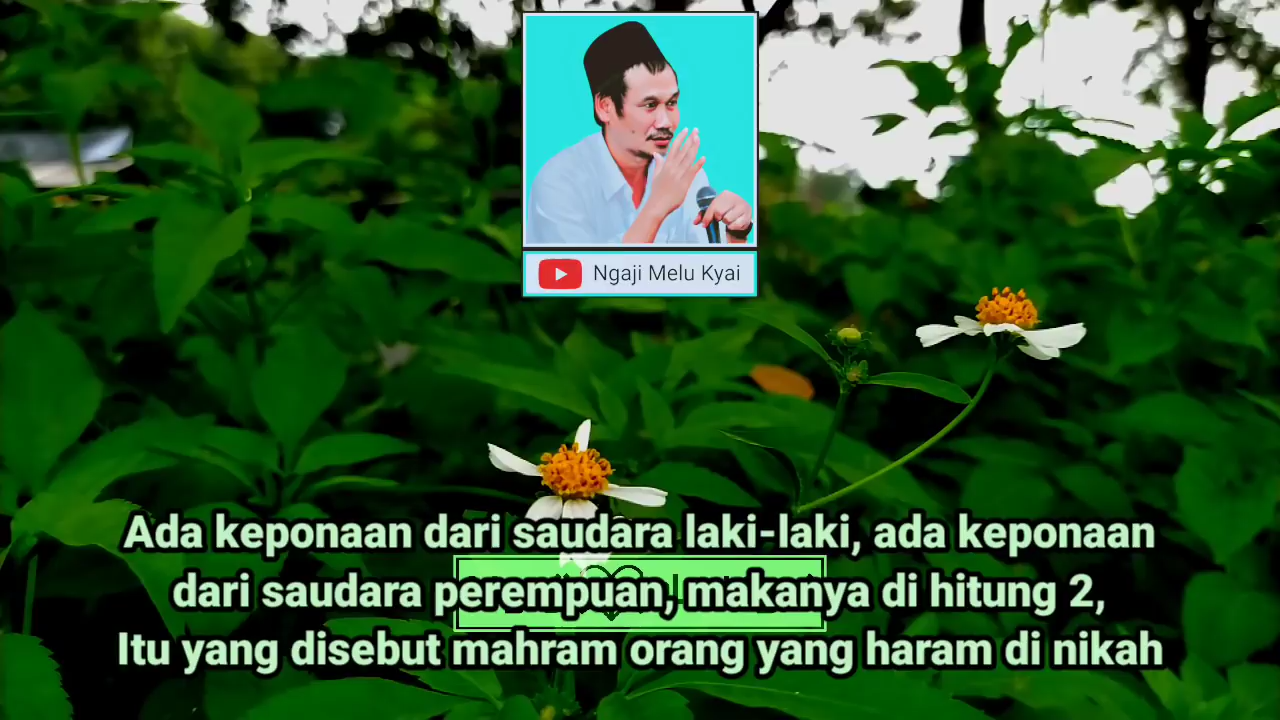 Ngaji Melu Kyai
Ada keponaan dari saudara laki-laki, ada keponaan
dari saudara perempuan, makanya di hitung 2,
Itu yang disebut mahram orang yang haram di nikah